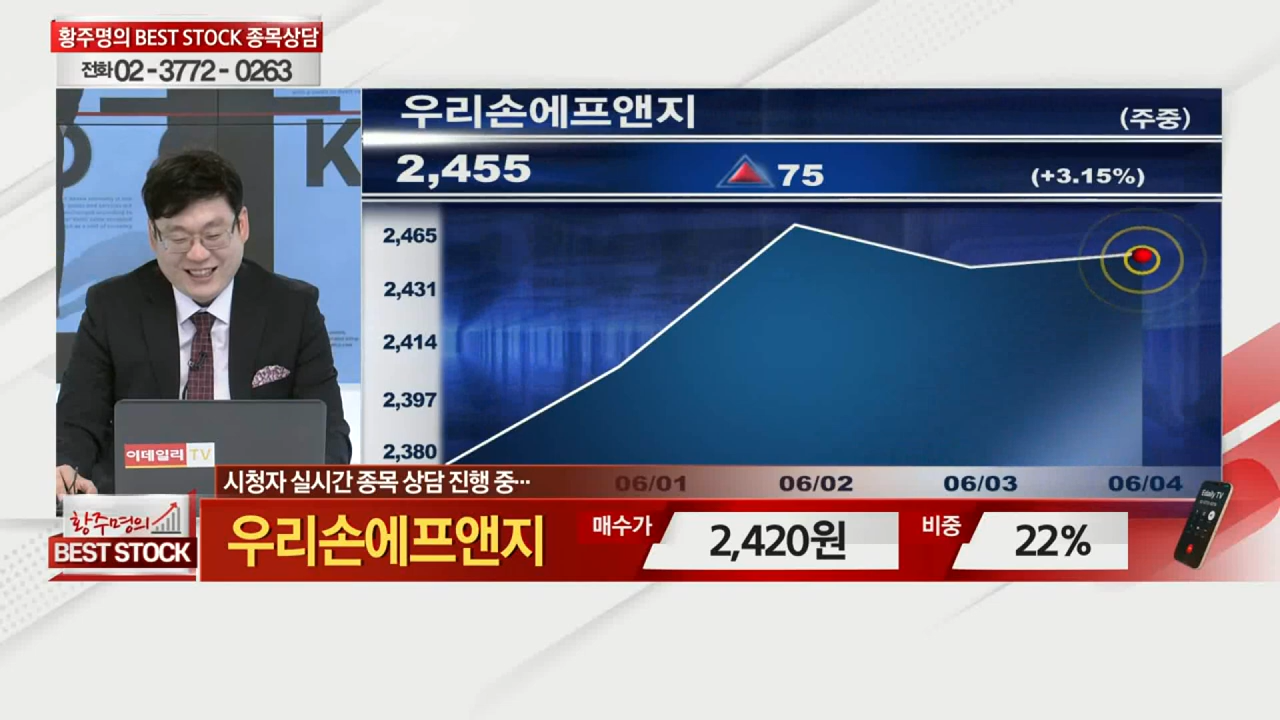 황주명의 BEST STOCK 종목상담
전화 02-3772-0263
K
우리손에프앤지
(주중)
2,455
75
(+3.15%)
2,465
2,431
2,414
2,397
2,380
06/01
06/02
06/03
06/04
이데일리 TV
시청자 실시간 종목 상담 진행 중…
황주명의
BEST STOCK
우리손에프앤지
매수가
2,420원
비중
22%
Edaily TV